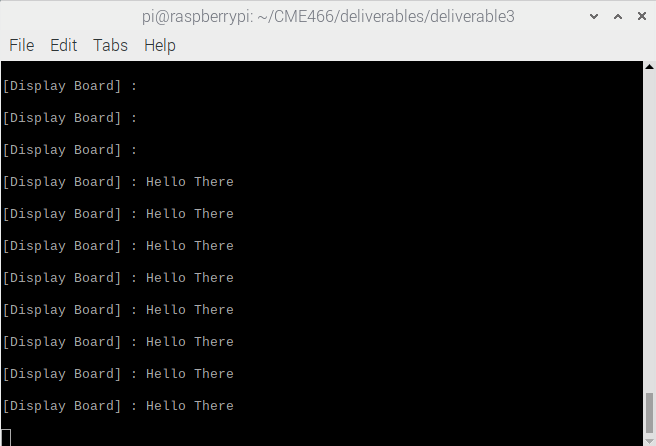 pi@raspberrypi: ~/CME466/deliverables/deliverable3
File Edit Tabs Help
[Display Board] :
[Display Board] :
[Display Board] :
[Display Board] : Hello There
[Display Board] : Hello There
[Display Board] : Hello There
[Display Board] : Hello There
[Display Board] : Hello There
[Display Board] : Hello There
[Display Board] : Hello There
[Display Board] : Hello There